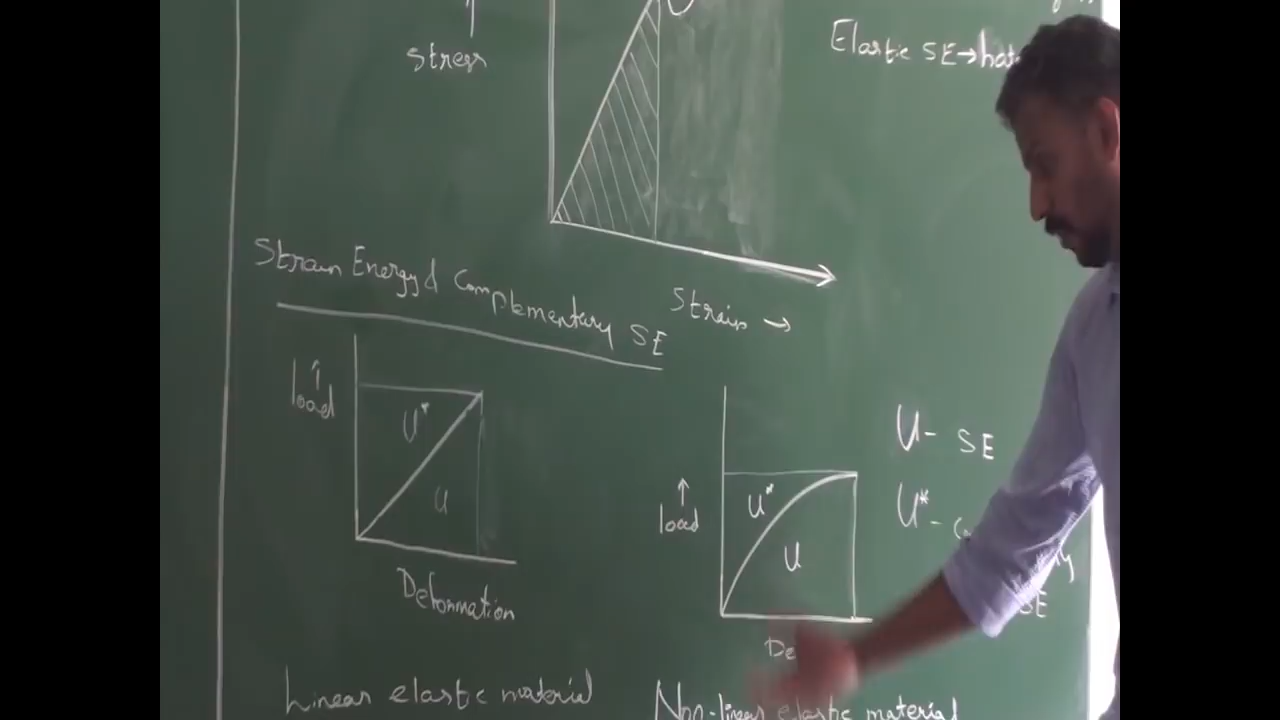 U
Elastic SE→
Stress
Strain Energy & Complementary SE
Strain →
load
U*
U
Deformation
Linear elastic material
load
U*
U
Non-linear elastic material
U - SE
U* -
SE